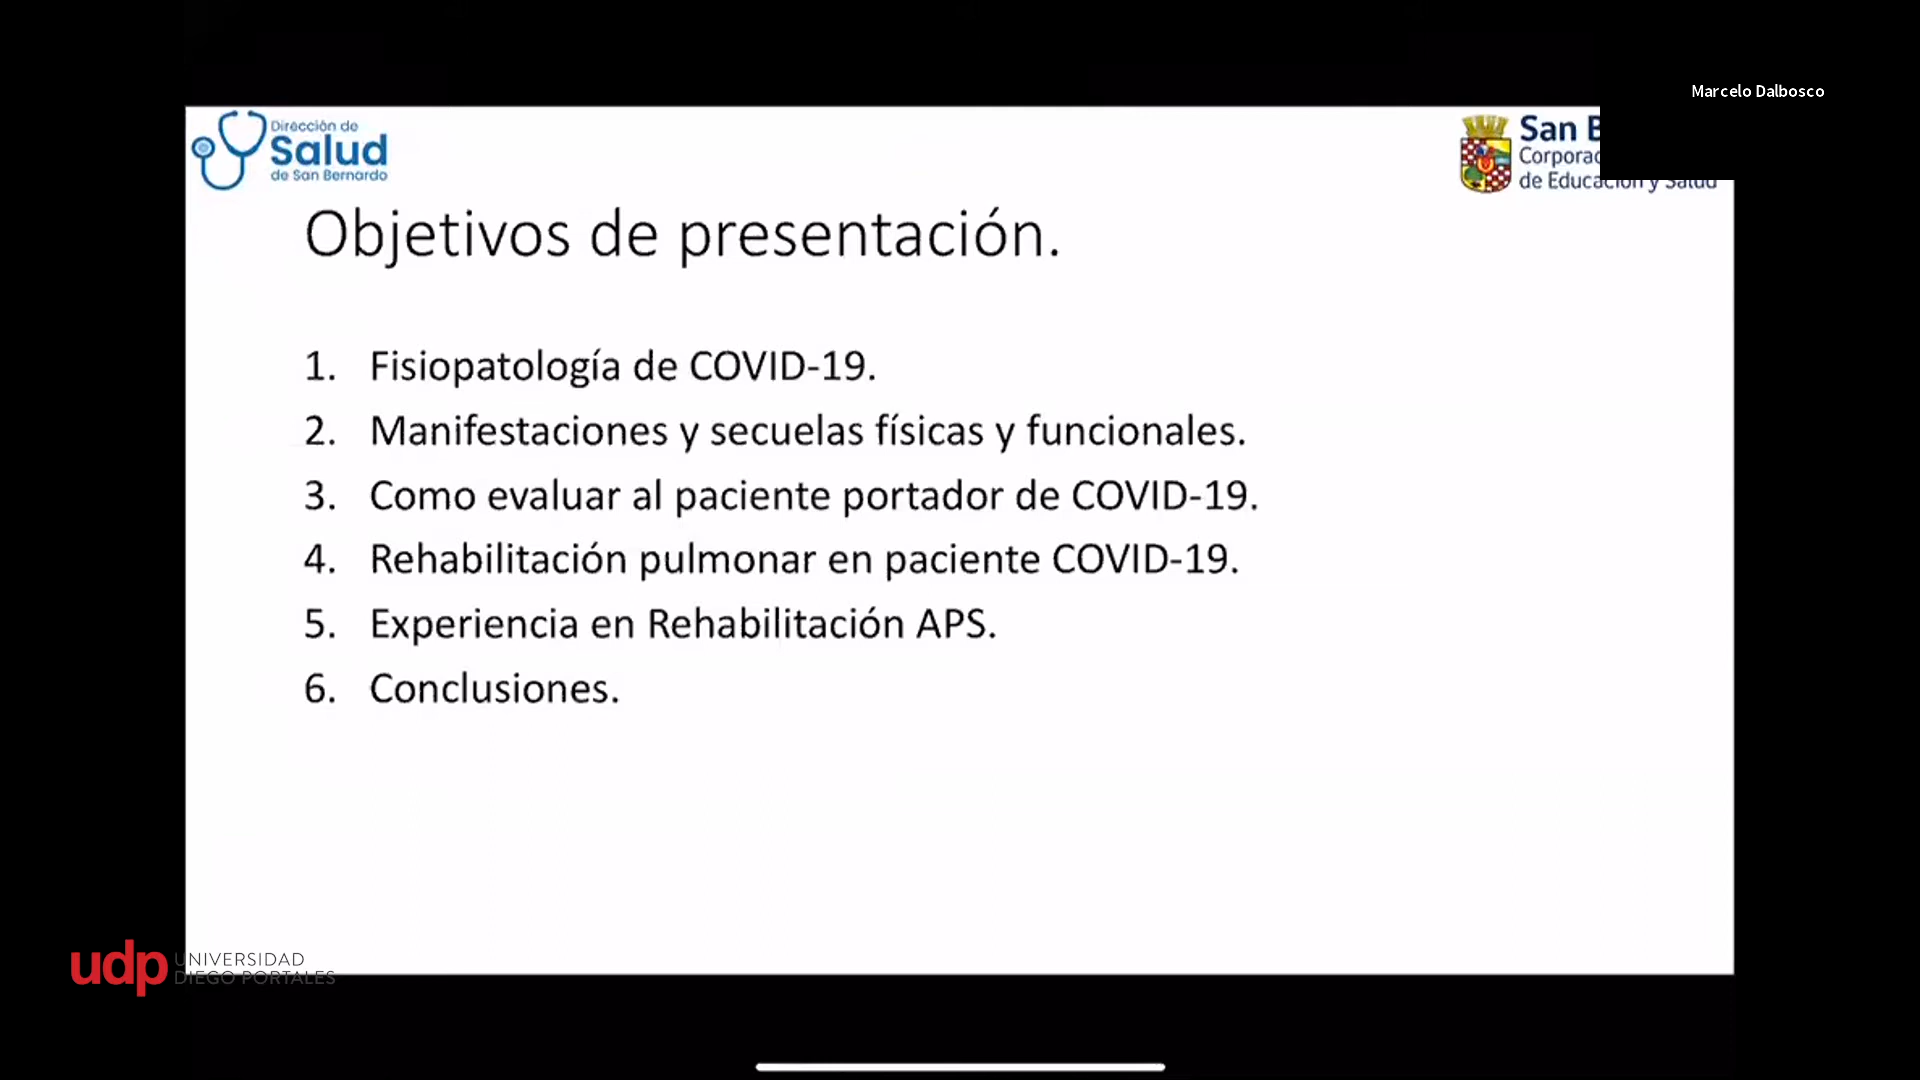 Marcelo Dalbosco
Dirección de
Salud
de San Bernardo
San
Corporac
de Educación y Salud
Objetivos de presentación.
1. Fisiopatología de COVID-19.
2. Manifestaciones y secuelas físicas y funcionales.
3. Como evaluar al paciente portador de COVID-19.
4. Rehabilitación pulmonar en paciente COVID-19.
5. Experiencia en Rehabilitación APS.
6. Conclusiones.
udp UNIVERSIDAD
DIEGO PORTALES